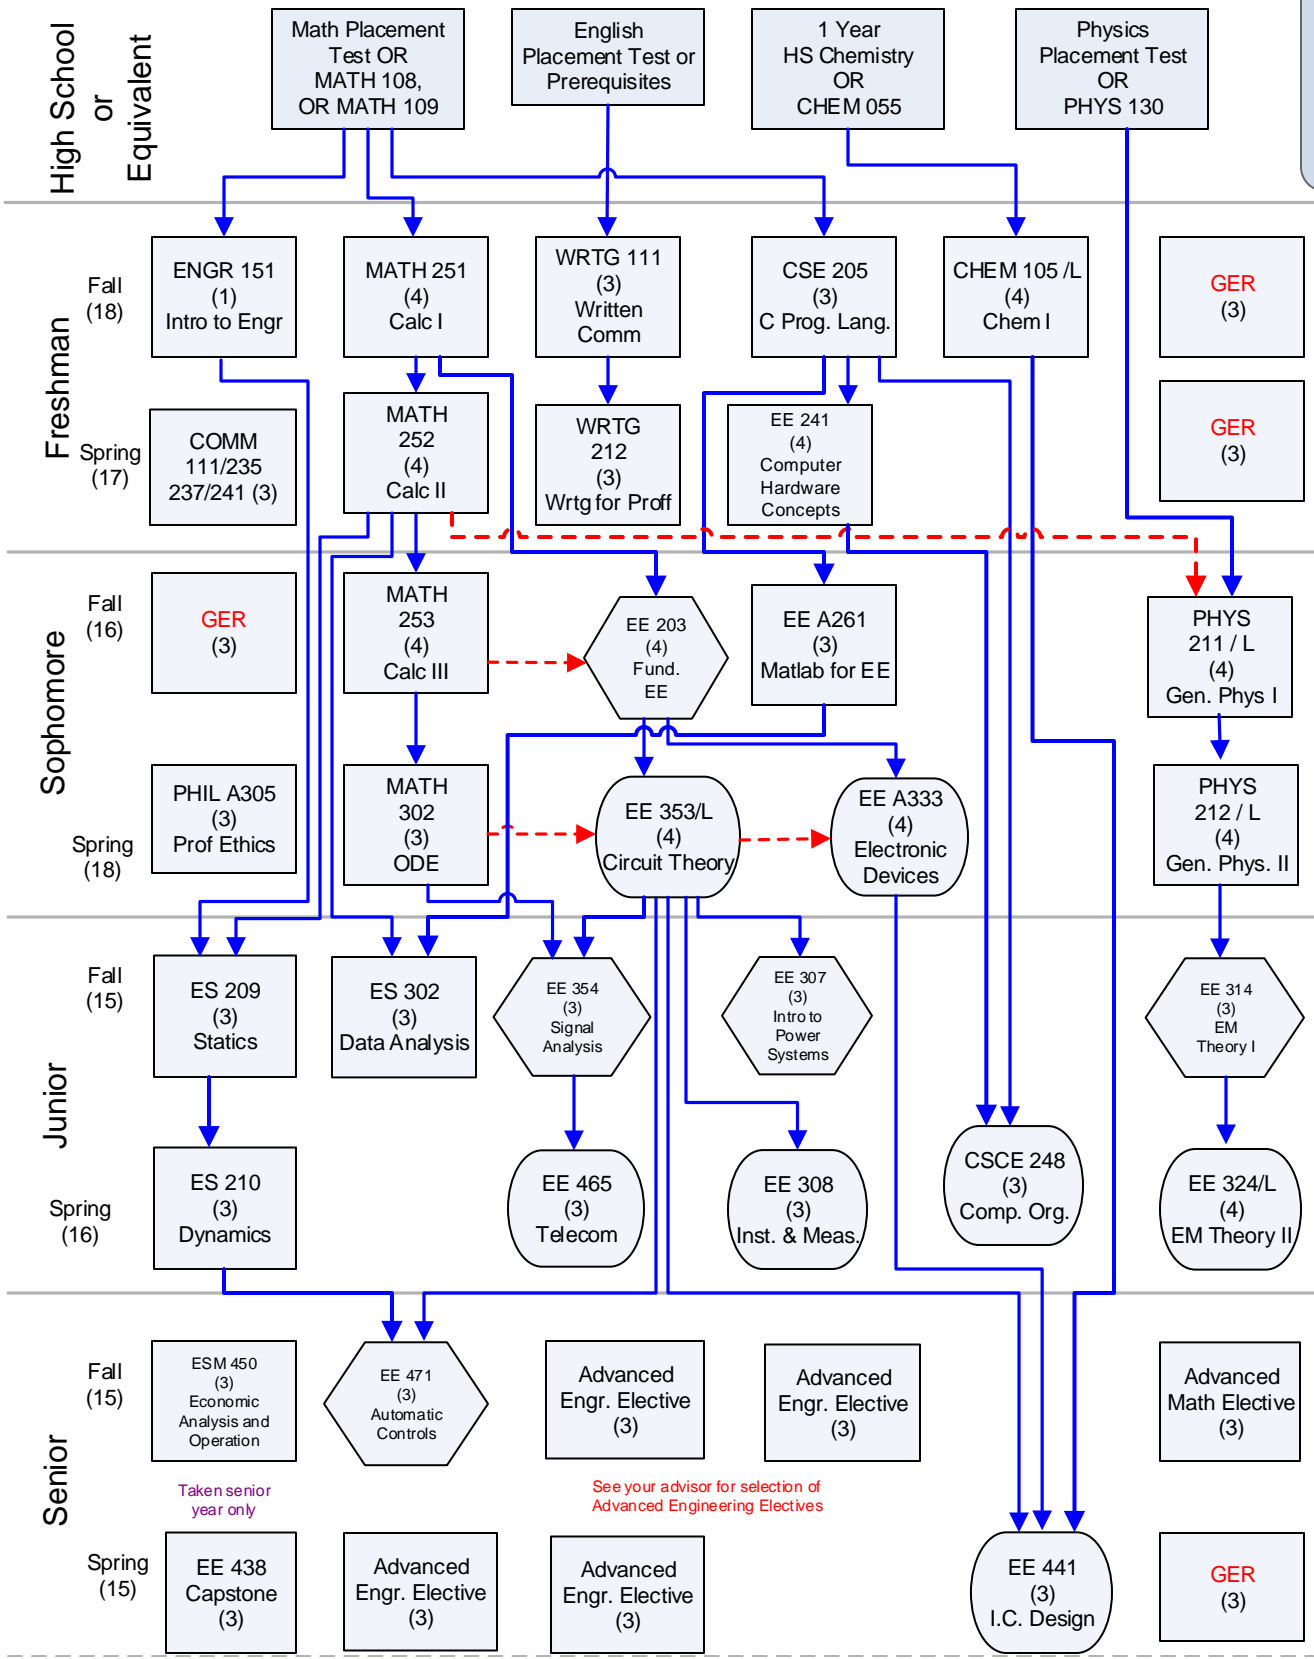 High School
or
Equivalent
Math Placement
Test OR
MATH 108,
OR MATH 109
English
Placement Test or
Prerequisites
1 Year
HS Chemistry
OR
CHEM 055
Physics
Placement Test
OR
PHYS 130
Freshman
Fall
(18)
ENGR 151
(1)
Intro to Engr
MATH 251
(4)
Calc I
WRTG 111
(3)
Written
Comm
CSE 205
(3)
C Prog. Lang.
CHEM 105 /L
(4)
Chem I
GER
(3)
Spring
(17)
COMM
111/235
237/241 (3)
MATH
252
(4)
Calc II
WRTG
212
(3)
Wrtg for Proff
EE 241
(4)
Computer
Hardware
Concepts
GER
(3)
Sophomore
Fall
(16)
GER
(3)
MATH
253
(4)
Calc III
EE 203
(4)
Fund.
EE
EE A261
(3)
Matlab for EE
PHYS
211 / L
(4)
Gen. Phys I
Spring
(18)
PHIL A305
(3)
Prof Ethics
MATH
302
(3)
ODE
EE 353/L
(4)
Circuit Theory
EE A333
(4)
Electronic
Devices
PHYS
212 / L
(4)
Gen. Phys. II
Junior
Fall
(15)
ES 209
(3)
Statics
ES 302
(3)
Data Analysis
EE 354
(3)
Signal
Analysis
EE 307
(3)
Intro to
Power
Systems
EE 314
(3)
EM
Theory I
Spring
(16)
ES 210
(3)
Dynamics
EE 465
(3)
Telecom
EE 308
(3)
Inst. & Meas.
CSCE 248
(3)
Comp. Org.
EE 324/L
(4)
EM Theory II
Senior
Fall
(15)
ESM 450
(3)
Economic
Analysis and
Operation
EE 471
(3)
Automatic
Controls
Advanced
Engr. Elective
(3)
Advanced
Engr. Elective
(3)
Advanced
Math Elective
(3)
Taken senior
year only
See your advisor for selection of
Advanced Engineering Electives
Spring
(15)
EE 438
Capstone
(3)
Advanced
Engr. Elective
(3)
Advanced
Engr. Elective
(3)
EE 441
(3)
I.C. Design
GER
(3)